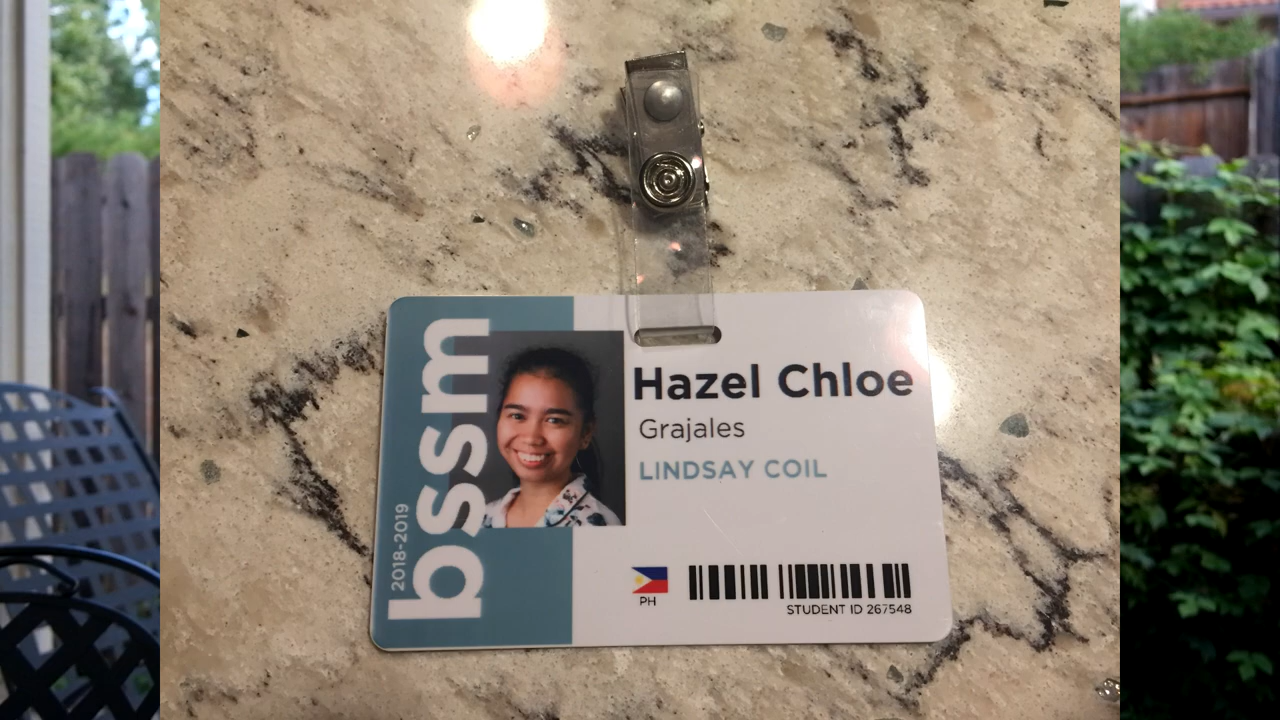 2018-2019
bssm
Hazel Chloe
Grajales
LINDSAY COIL
PH
STUDENT ID 267548